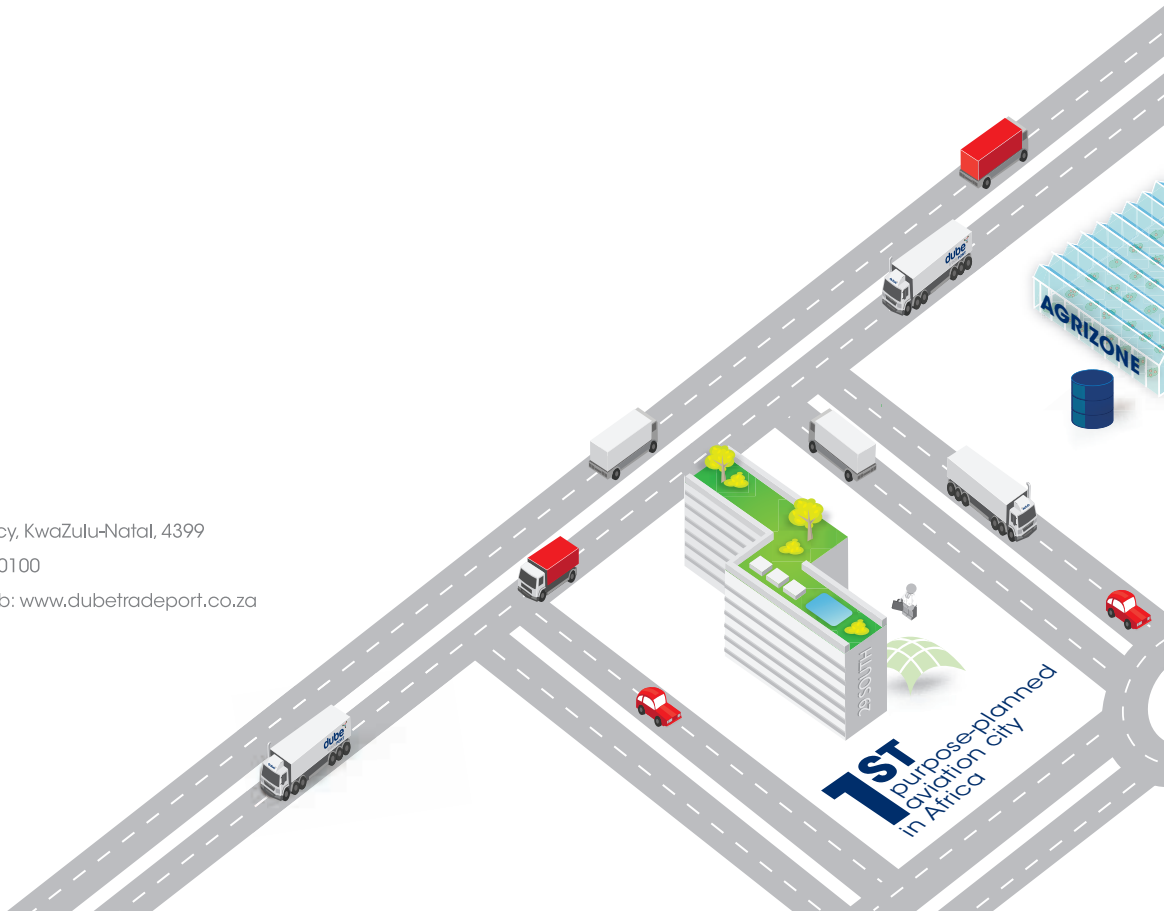 cy, KwaZulu-Natal, 4399
0100
b: www.dubetradeport.co.za
dube
AGRIZONE
dube
29 SOUTH
1ST
purpose-planned
aviation city
in Africa